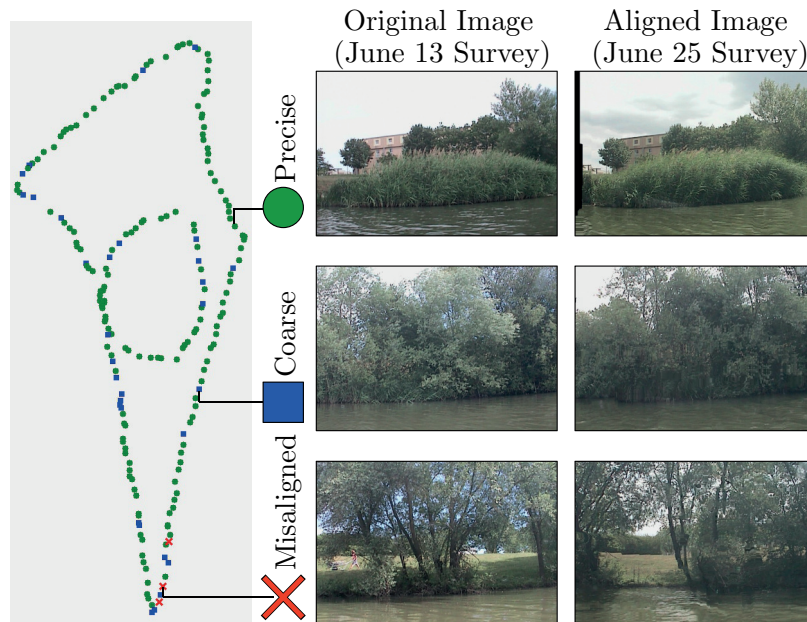 Original Image
(June 13 Survey)
Aligned Image
(June 25 Survey)
Precise
Coarse
Misaligned